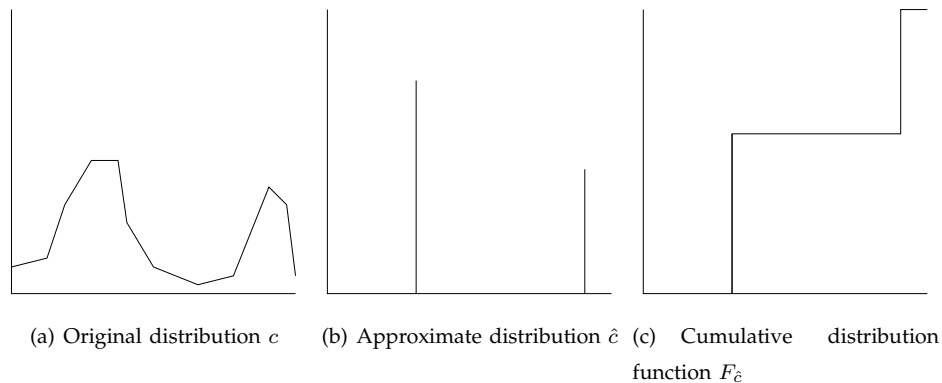 (a) Original distribution c
(b) Approximate distribution ĉ
(c) Cumulative distribution
function F_ĉ